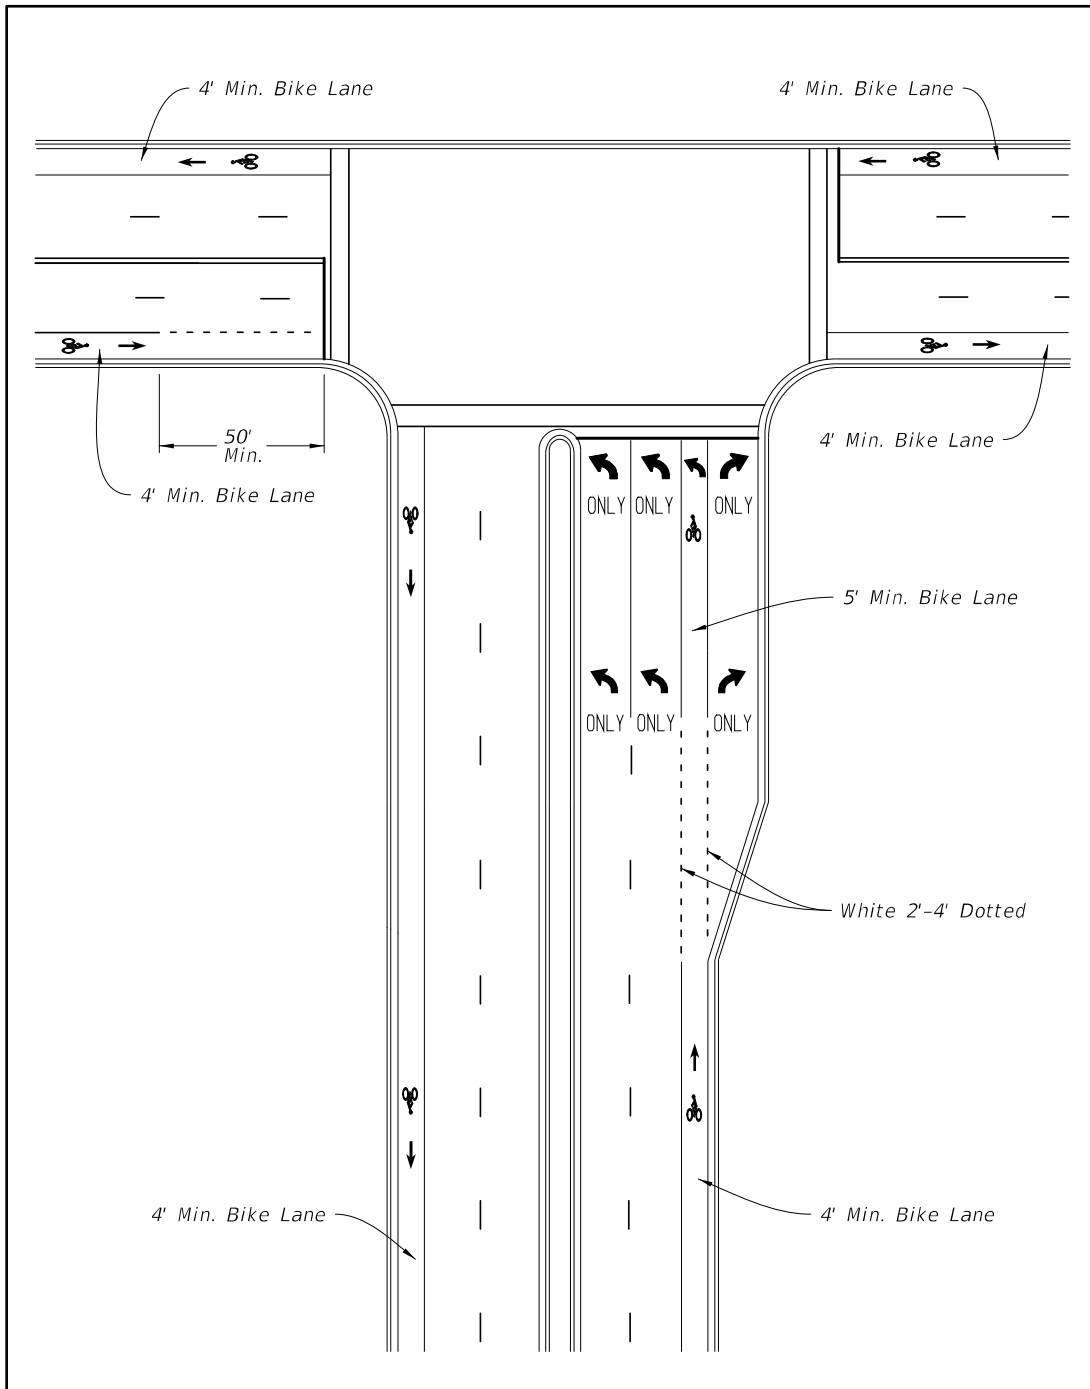 4' Min. Bike Lane
4' Min. Bike Lane
50'
Min.
4' Min. Bike Lane
4' Min. Bike Lane
ONLY ONLY ONLY
5' Min. Bike Lane
ONLY ONLY ONLY
White 2'-4' Dotted
4' Min. Bike Lane
4' Min. Bike Lane